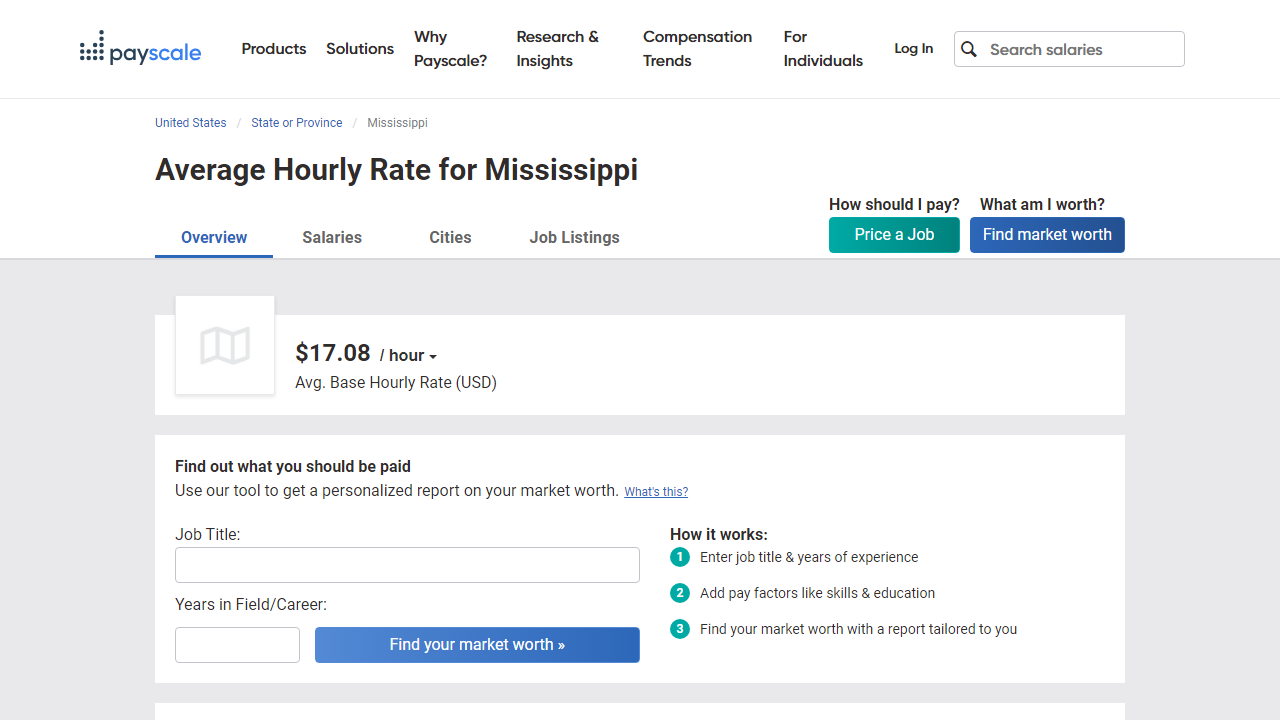 payscale
Products
Solutions
Why
Payscale?
Research &
Insights
Compensation
Trends
For
Individuals
Log In
Search salaries
United States / State or Province / Mississippi
Average Hourly Rate for Mississippi
How should I pay?
What am I worth?
Overview
Salaries
Cities
Job Listings
Price a Job
Find market worth
$17.08 / hour
Avg. Base Hourly Rate (USD)
Find out what you should be paid
Use our tool to get a personalized report on your market worth. What's this?
Job Title:
Years in Field/Career:
Find your market worth »
How it works:
1 Enter job title & years of experience
2 Add pay factors like skills & education
3 Find your market worth with a report tailored to you